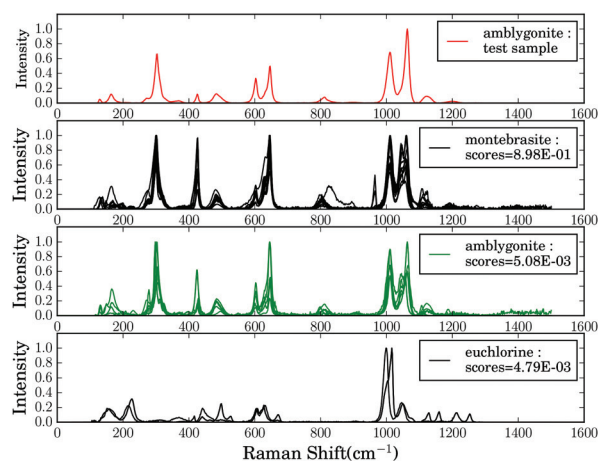 Intensity
1.0
0.8
0.6
0.4
0.2
0.0
amblygonite :
test sample
0 200 400 600 800 1000 1200 1400 1600
Intensity
1.0
0.8
0.6
0.4
0.2
0.0
montebrasite :
scores=8.98E-01
0 200 400 600 800 1000 1200 1400 1600
Intensity
1.0
0.8
0.6
0.4
0.2
0.0
amblygonite :
scores=5.08E-03
0 200 400 600 800 1000 1200 1400 1600
Intensity
1.0
0.8
0.6
0.4
0.2
0.0
euchlorine :
scores=4.79E-03
0 200 400 600 800 1000 1200 1400 1600
Raman Shift(cm⁻¹)